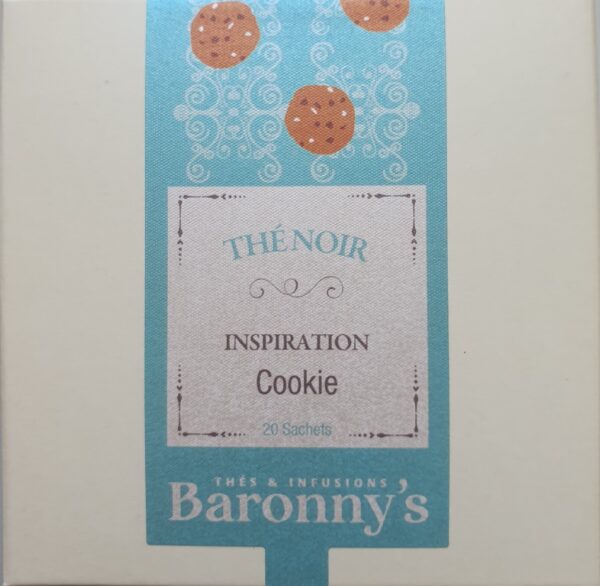 THÉ NOIR
INSPIRATION
Cookie
20 Sachets
THÉS & INFUSIONS
Baronny's